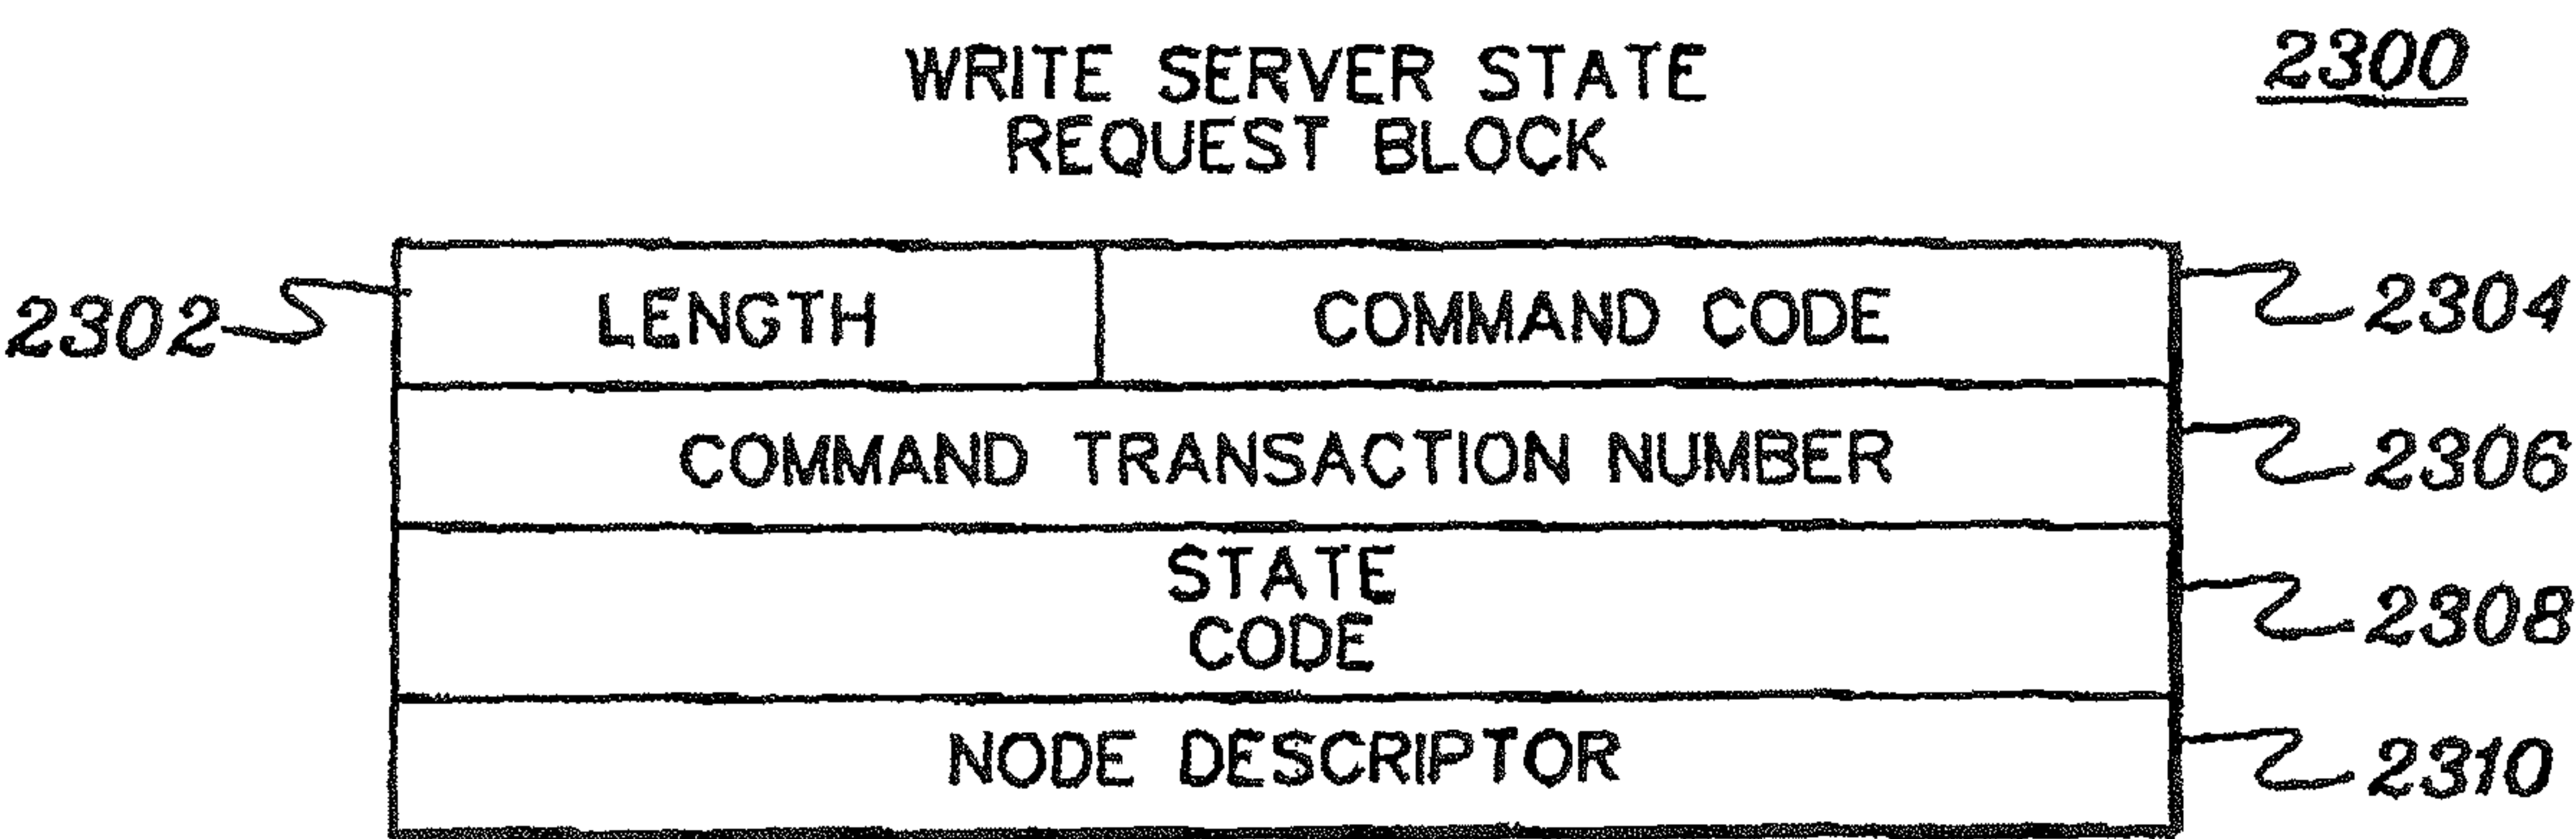 WRITE SERVER STATE
REQUEST BLOCK
2300
2302
LENGTH
COMMAND CODE
2304
COMMAND TRANSACTION NUMBER
2306
STATE
CODE
2308
NODE DESCRIPTOR
2310